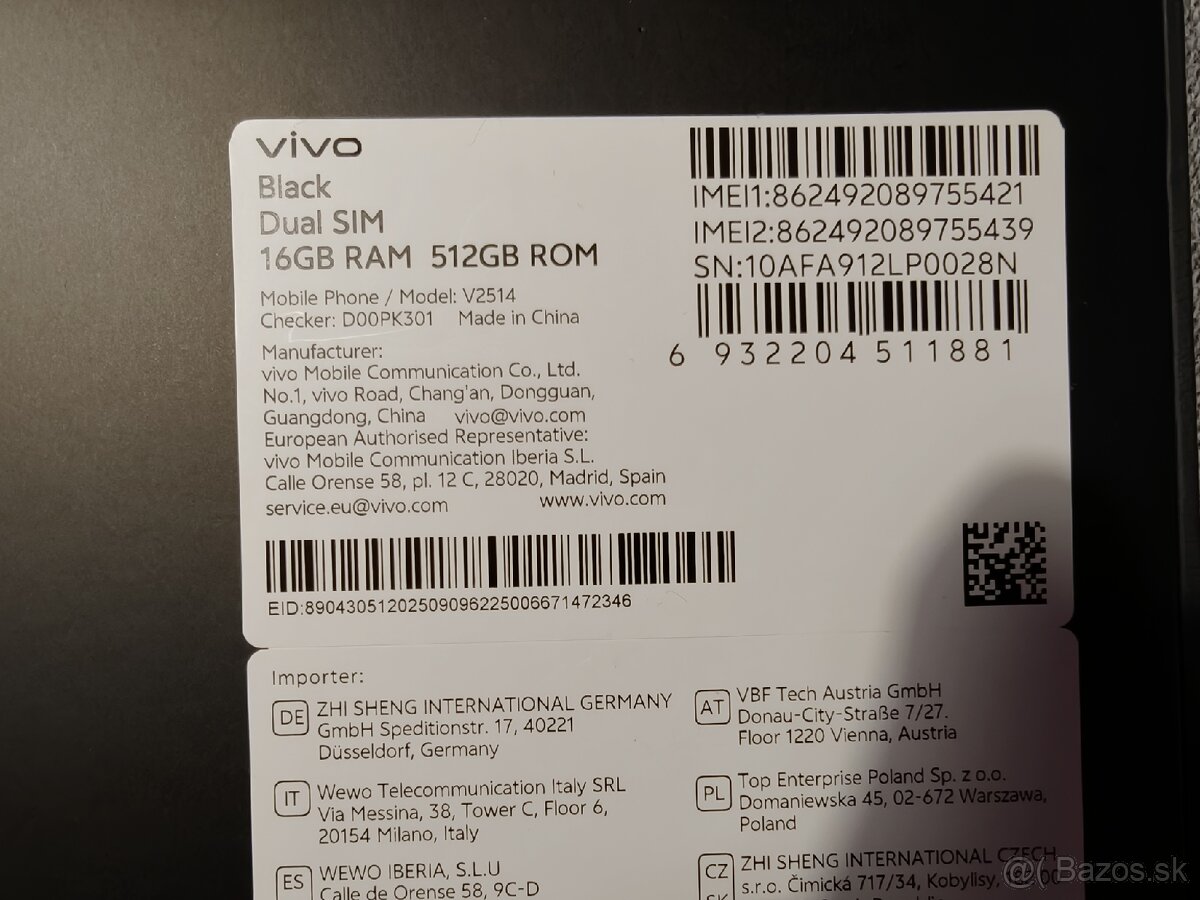 vivo
Black
Dual SIM
16GB RAM 512GB ROM
Mobile Phone / Model: V2514
Checker: D00PK301 Made in China
Manufacturer:
vivo Mobile Communication Co., Ltd.
No.1, vivo Road, Chang'an, Dongguan,
Guangdong, China vivo@vivo.com
European Authorised Representative:
vivo Mobile Communication Iberia S.L.
Calle Orense 58, pl. 12 C, 28020, Madrid, Spain
service.eu@vivo.com www.vivo.com
EID:89043051202509096225006671472346
IMEI1:862492089755421
IMEI2:862492089755439
SN:10AFA912LP0028N
6 932204 511881
Importer:
DE ZHI SHENG INTERNATIONAL GERMANY
GmbH Speditionstr. 17, 40221
Düsseldorf, Germany
IT Wewo Telecommunication Italy SRL
Via Messina, 38, Tower C, Floor 6,
20154 Milano, Italy
ES WEWO IBERIA, S.L.U
Calle de Orense 58, 9C-D
AT VBF Tech Austria GmbH
Donau-City-Straße 7/27.
Floor 1220 Vienna, Austria
PL Top Enterprise Poland Sp. z o.o.
Domaniewska 45, 02-672 Warszawa,
Poland
CZ ZHI SHENG INTERNATIONAL CZECH
SK s.r.o. Čimická 717/34, Kobylisy,
Bazos.sk